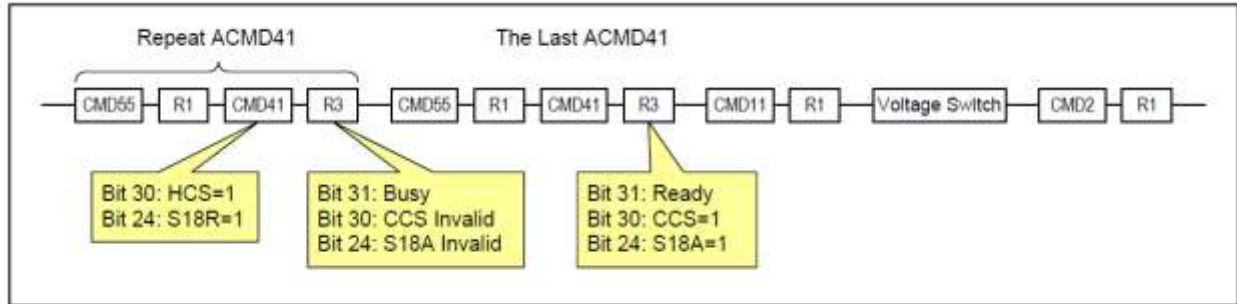 Repeat ACMD41
The Last ACMD41
CMD55 R1 CMD41 R3 CMD55 R1 CMD41 R3 CMD11 R1 Voltage Switch CMD2 R1
Bit 30: HCS=1
Bit 24: S18R=1
Bit 31: Busy
Bit 30: CCS Invalid
Bit 24: S18A Invalid
Bit 31: Ready
Bit 30: CCS=1
Bit 24: S18A=1